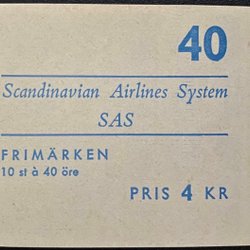 40
Scandinavian Airlines System
SAS
FRIMÄRKEN
10 st à 40 öre
PRIS 4 KR